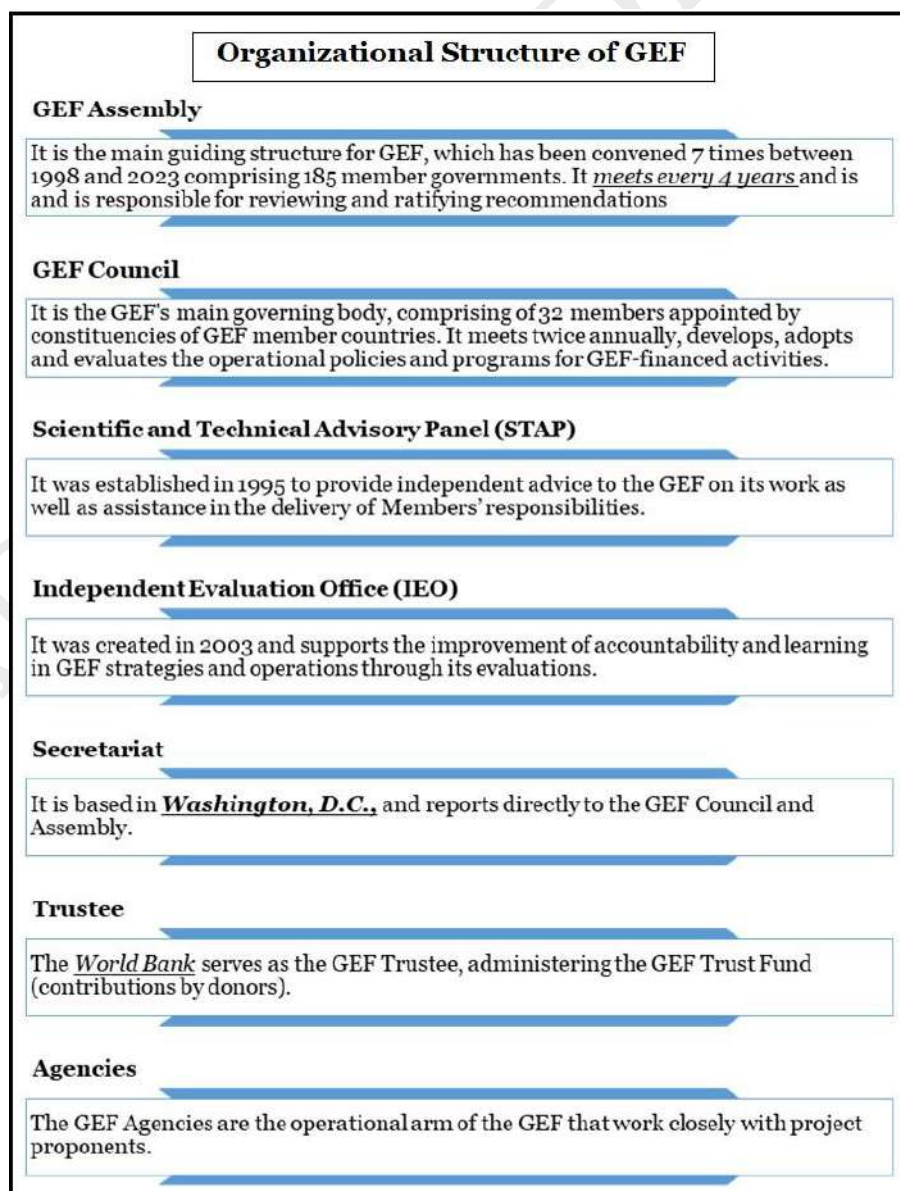 Organizational Structure of GEF
GEF Assembly
It is the main guiding structure for GEF, which has been convened 7 times between
1998 and 2023 comprising 185 member governments. It meets every 4 years and is
and is responsible for reviewing and ratifying recommendations
GEF Council
It is the GEF's main governing body, comprising of 32 members appointed by
constituencies of GEF member countries. It meets twice annually, develops, adopts
and evaluates the operational policies and programs for GEF-financed activities.
Scientific and Technical Advisory Panel (STAP)
It was established in 1995 to provide independent advice to the GEF on its work as
well as assistance in the delivery of Members' responsibilities.
Independent Evaluation Office (IEO)
It was created in 2003 and supports the improvement of accountability and learning
in GEF strategies and operations through its evaluations.
Secretariat
It is based in Washington, D.C., and reports directly to the GEF Council and
Assembly.
Trustee
The World Bank serves as the GEF Trustee, administering the GEF Trust Fund
(contributions by donors).
Agencies
The GEF Agencies are the operational arm of the GEF that work closely with project
proponents.